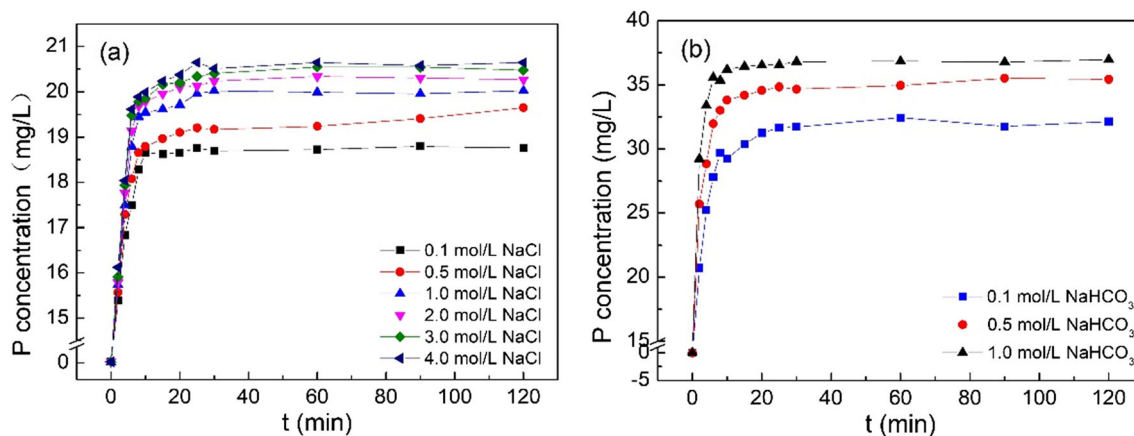 (a)
P concentration (mg/L)
21
20
19
18
17
16
15
0
0.1 mol/L NaCl
0.5 mol/L NaCl
1.0 mol/L NaCl
2.0 mol/L NaCl
3.0 mol/L NaCl
4.0 mol/L NaCl
0 20 40 60 80 100 120
t (min)
(b)
P concentration (mg/L)
40
35
30
25
20
15
0
-5
0.1 mol/L NaHCO₃
0.5 mol/L NaHCO₃
1.0 mol/L NaHCO₃
0 20 40 60 80 100 120
t (min)